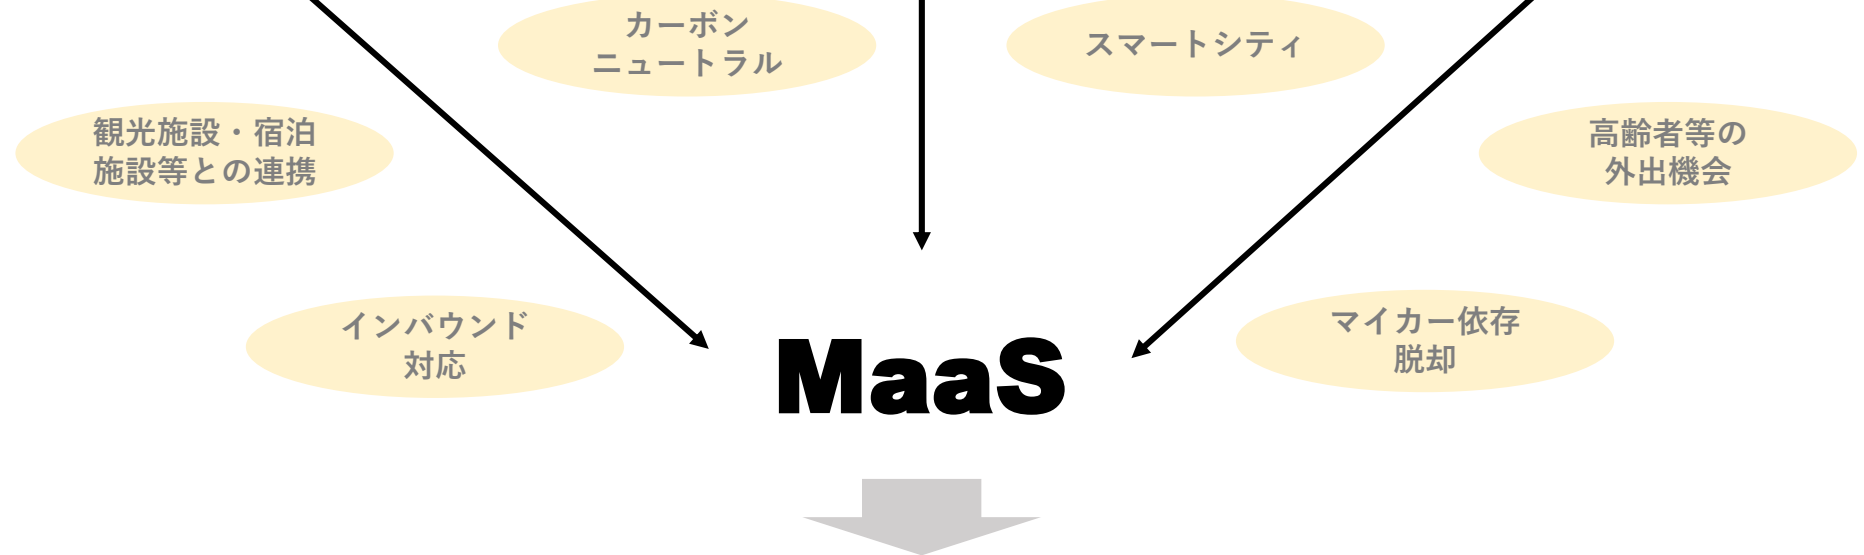 カーボン
ニュートラル
スマートシティ
観光施設・宿泊
施設等との連携
高齢者等の
外出機会
インバウンド
対応
マイカー依存
脱却
MaaS